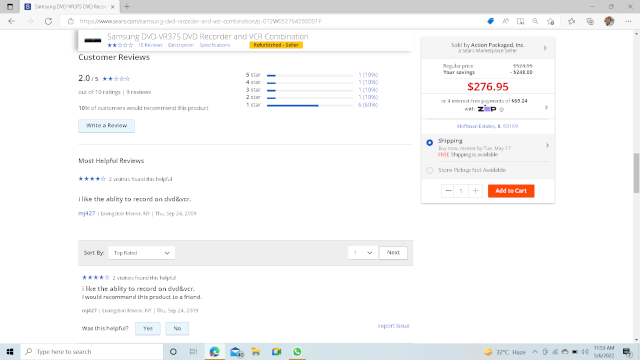 Samsung DVD-VR375 DVD Rec
https://www.sears.com/samsung-dvd-recorder-and-vcr-combination/p-
Samsung DVD-VR375 DVD Recorder and VCR Combination
10 Reviews Description Specifications Refurbished - Seller
Customer Reviews
2.0 / 5
out of 10 ratings | 9 reviews
10% of customers would recommend this product
Write a Review
5 star 1 (10%)
4 star 1 (10%)
3 star 1 (10%)
2 star 1 (10%)
1 star 6 (60%)
Most Helpful Reviews
2 visitors found this helpful
i like the ablity to record on dvd&vcr.
mj427 | Livingston Manor, NY | Thu, Sep 24, 2009
Sort By: Top Rated 1 Next
2 visitors found this helpful
i like the ablity to record on dvd&vcr.
I would recommend this product to a friend.
mj427 | Livingston Manor, NY | Thu, Sep 24, 2009
Was this helpful? Yes No report issue
Sold by Action Packaged, Inc.
a Sears Marketplace Seller
Regular price $524.95
Your savings - $248.00
$276.95
or 4 interest-free payments of $69.24
with ZIP
Hoffman Estates, IL 60169
Shipping
Buy now, receive by Tue, May 17
FREE Shipping is available
Store Pickup Not Available
1 Add to Cart
Type here to search
32°C Haze
11:53 AM
5/6/2022